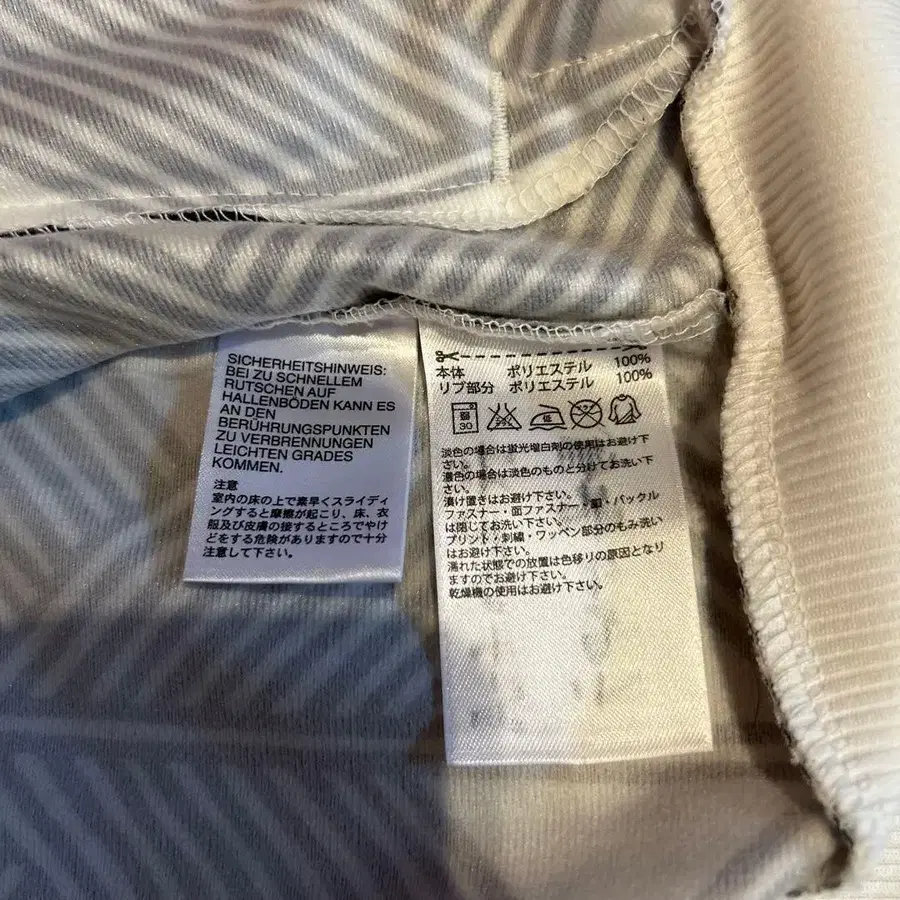 SICHERHEITSHINWEIS:
BEI ZU SCHNELLEM
RUTSCHEN AUF
HALLENBÖDEN KANN ES
AN DEN
BERÜHRUNGSPUNKTEN
ZU VERBRENNUNGEN
LEICHTEN GRADES
KOMMEN.
注意
室内の床の上で素早くスライディ
ングすると摩擦が起こり、床、衣
服及び皮膚の接するところでやけ
どをする危険がありますので十分
注意して下さい。
本体 ポリエステル 100%
リブ部分 ポリエステル 100%
弱
30
淡色の場合は蛍光増白剤の使用はお避け下
さい。
濃色の場合は淡色のものと分けてお洗い下
さい。
漬け置きはお避け下さい。
ファスナー・面ファスナー・釦・バックル
は閉じてお洗い下さい。
プリント・刺繍・ワッペン部分のもみ洗い
はお避け下さい。
濡れた状態での放置は色移りの原因となり
ますのでお避け下さい。
乾燥機の使用はお避け下さい。